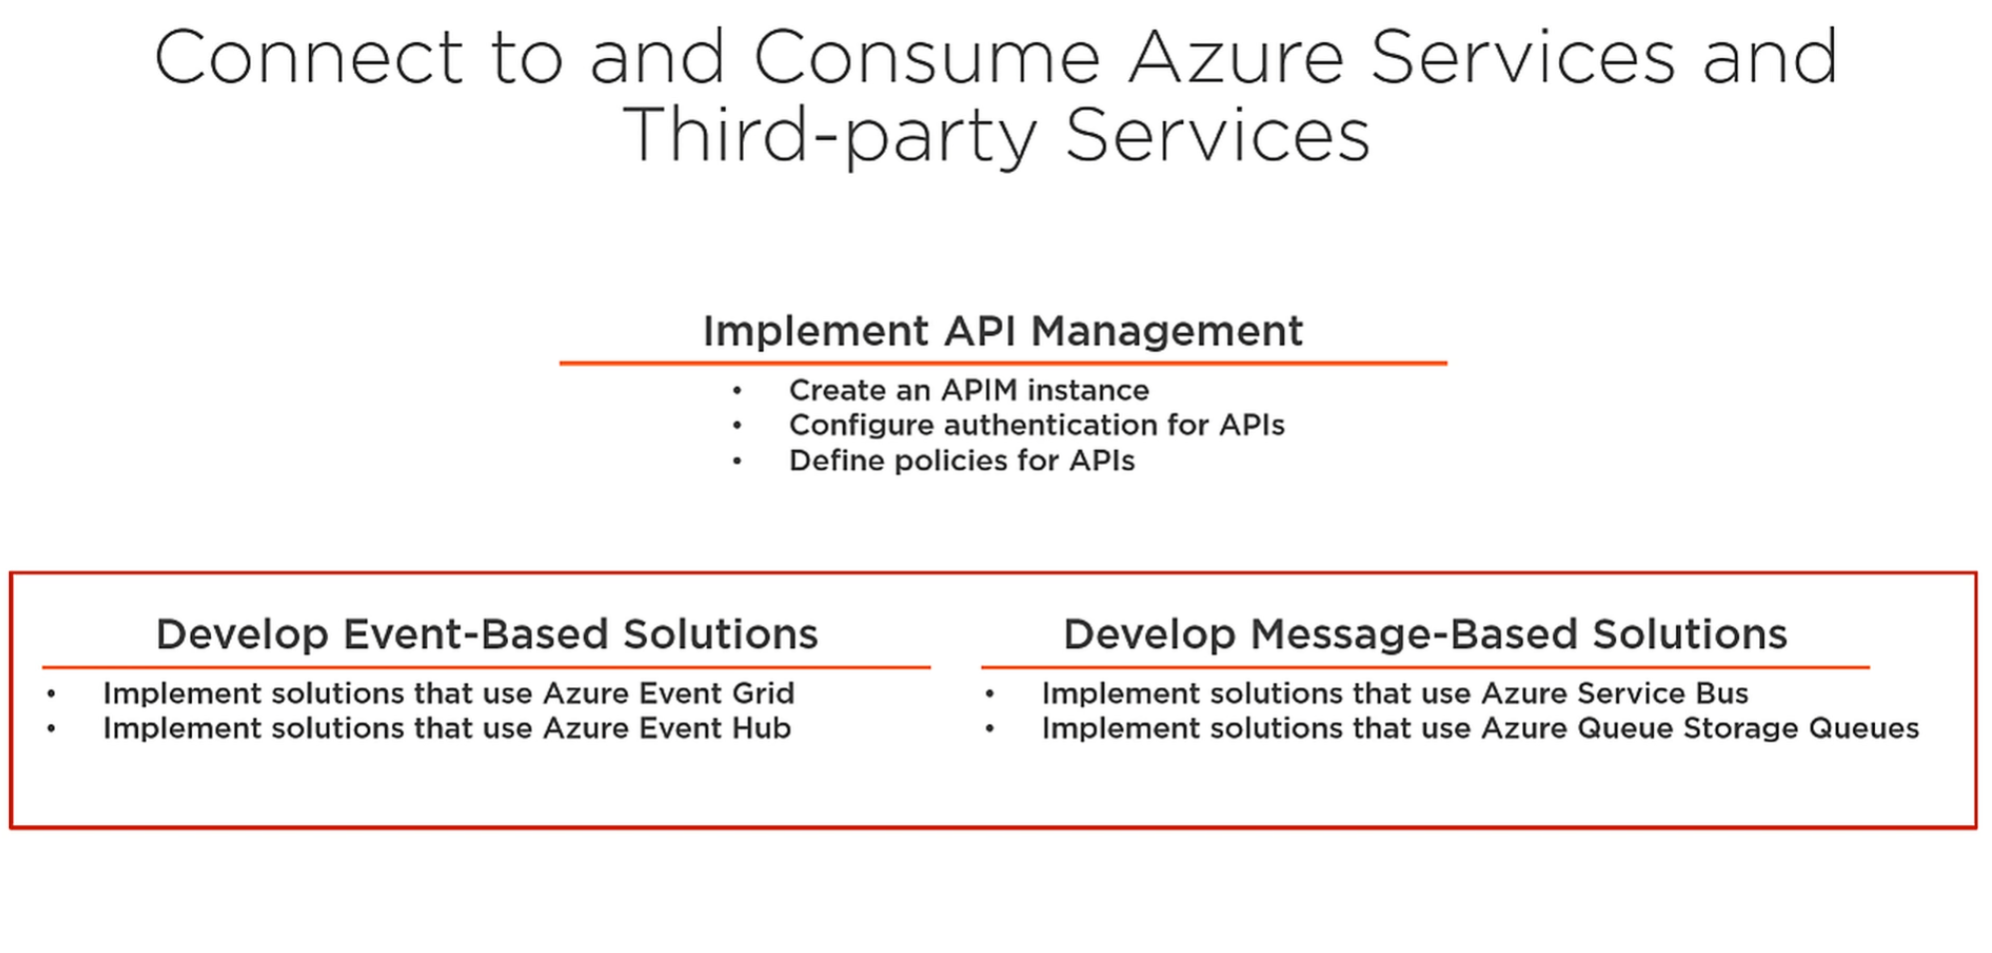 Connect to and Consume Azure Services and
Third-party Services
Implement API Management
• Create an APIM instance
• Configure authentication for APIs
• Define policies for APIs
Develop Event-Based Solutions
• Implement solutions that use Azure Event Grid
• Implement solutions that use Azure Event Hub
Develop Message-Based Solutions
• Implement solutions that use Azure Service Bus
• Implement solutions that use Azure Queue Storage Queues